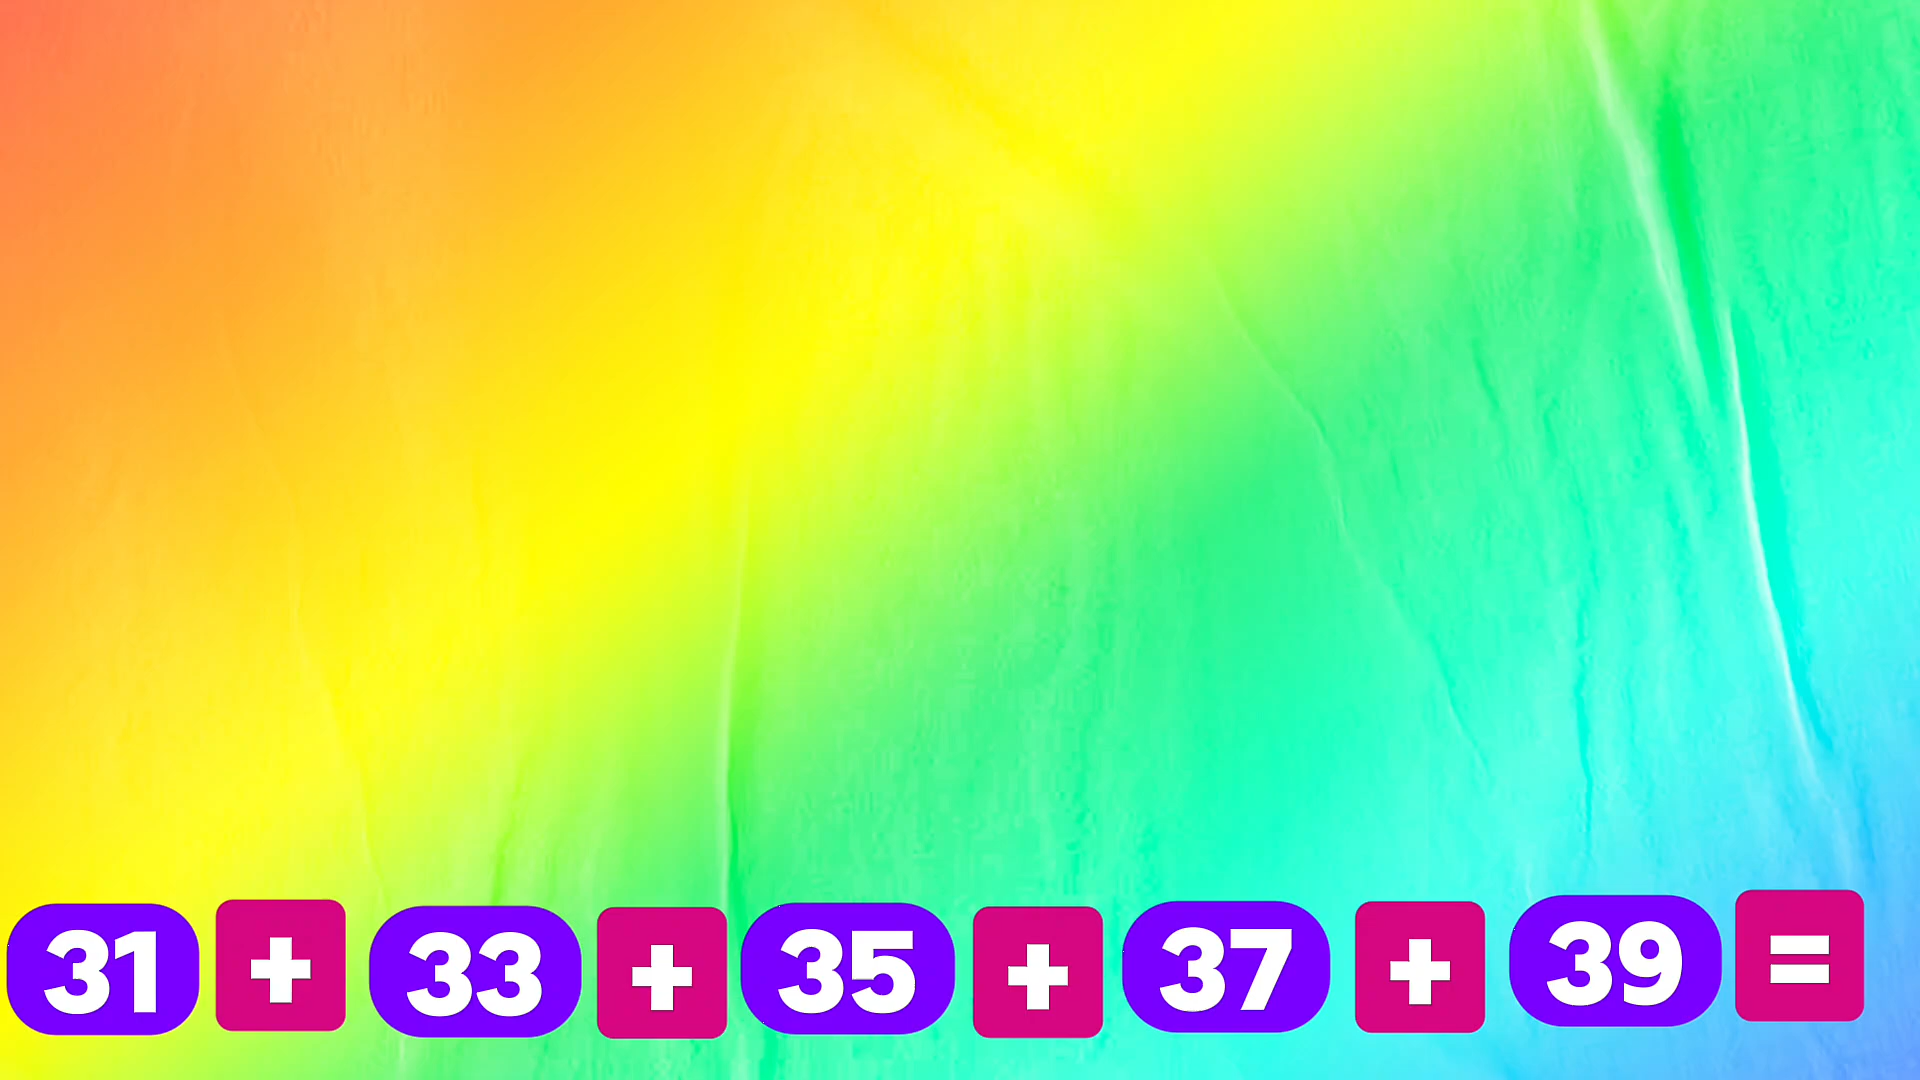 31 + 33 + 35 + 37 + 39 =